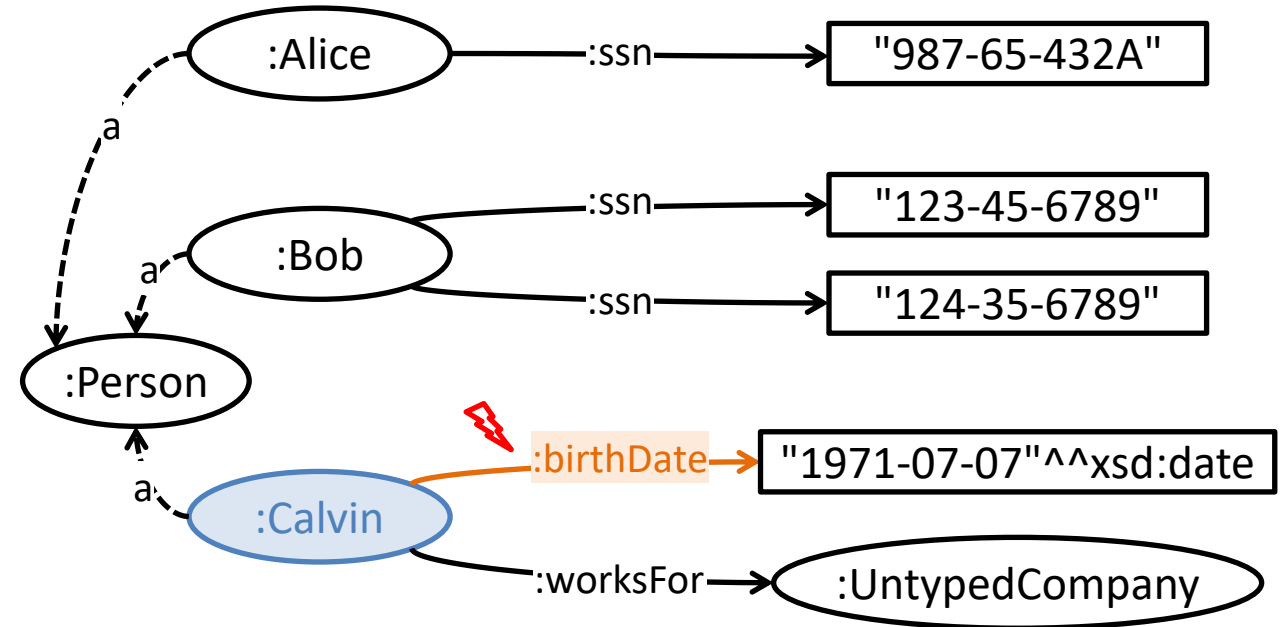 :Alice :ssn "987-65-432A"
a
:ssn "123-45-6789"
:Bob
a
:ssn "124-35-6789"
:Person
:birthDate "1971-07-07"^^xsd:date
a
:Calvin
:worksFor :UntypedCompany